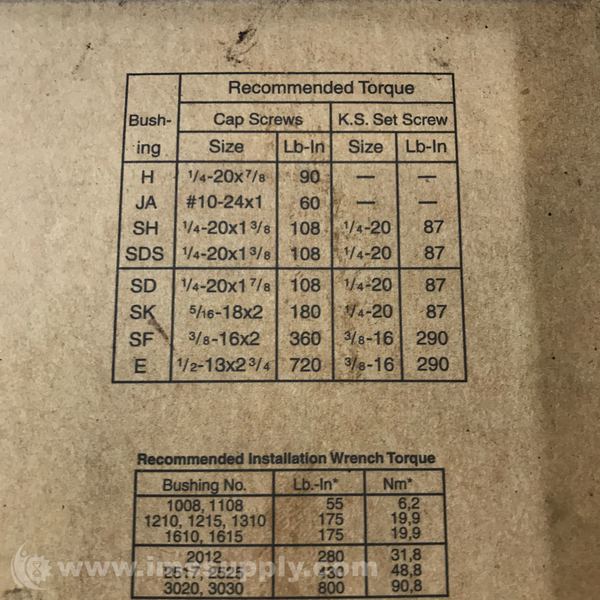 Recommended Torque
Bush-ing Cap Screws K.S. Set Screw
Size Lb-In Size Lb-In
H 1/4-20x7/8 90 — —
JA #10-24x1 60 — —
SH 1/4-20x1 3/8 108 1/4-20 87
SDS 1/4-20x1 3/8 108 1/4-20 87
SD 1/4-20x1 7/8 108 1/4-20 87
SK 5/16-18x2 180 1/4-20 87
SF 3/8-16x2 360 3/8-16 290
E 1/2-13x2 3/4 720 3/8-16 290
Recommended Installation Wrench Torque
Bushing No. Lb.-In* Nm*
1008, 1108 55 6,2
1210, 1215, 1310 175 19,9
1610, 1615 175 19,9
2012 280 31,8
2517, 2525 430 48,8
3020, 3030 800 90,8
www.imssupply.com